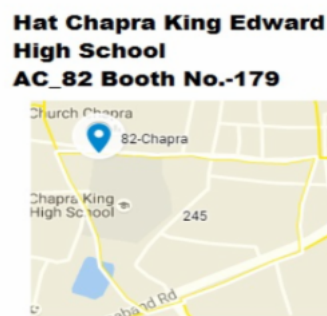 Hat Chapra King Edward
High School
AC_82 Booth No.-179
Church Chapra
82-Chapra
Chapra King
High School
245
Rd